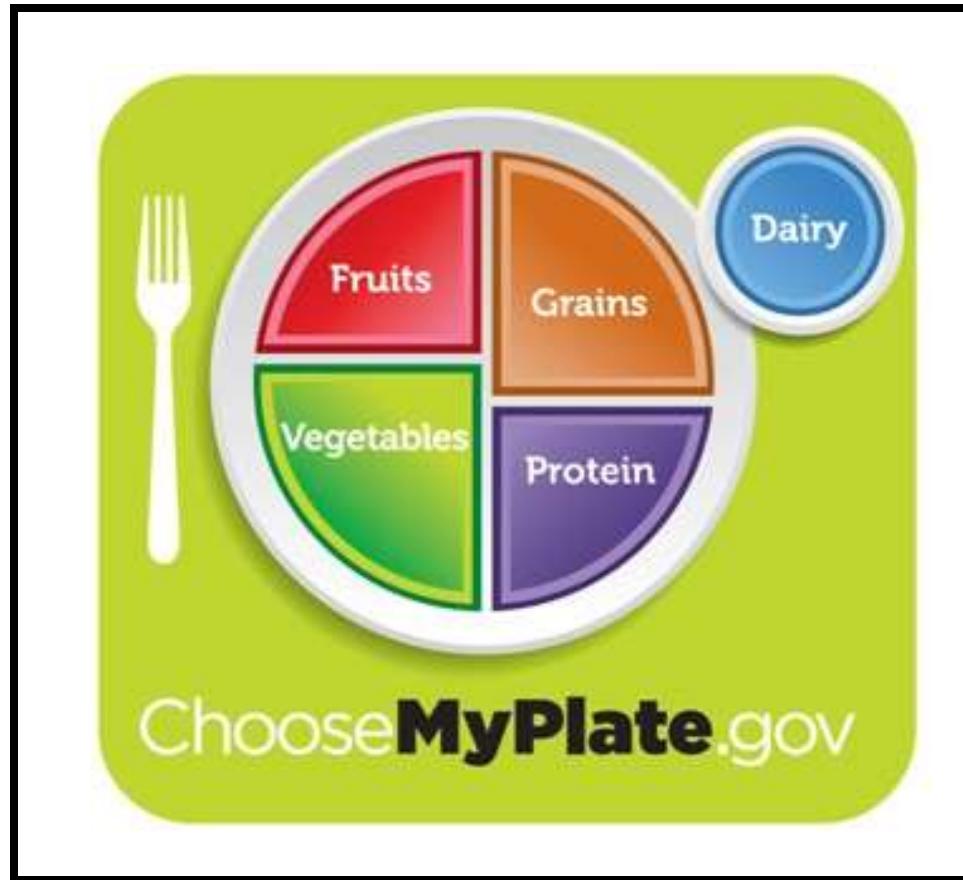 Dairy
Fruits
Grains
Vegetables
Protein
ChooseMyPlate.gov